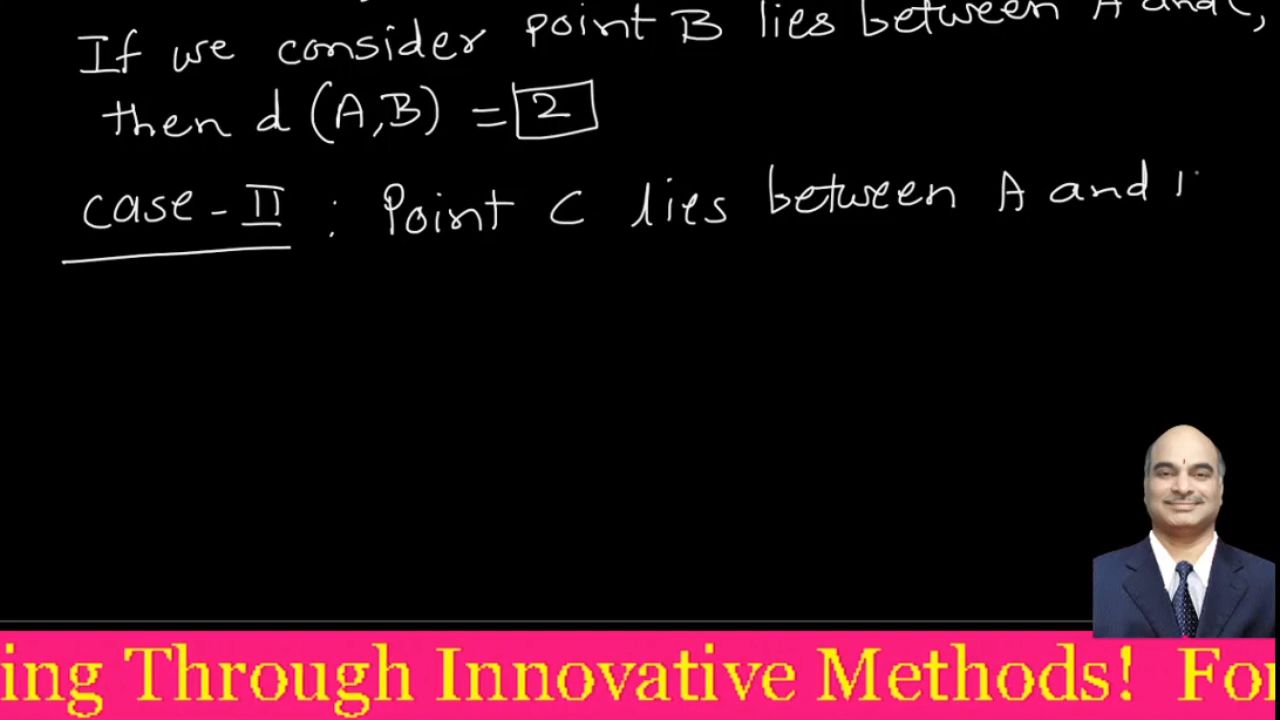 If we consider point B lies between A and C,
then d (A,B) = 2
case - II : Point C lies between A and
ing Through Innovative Methods! For